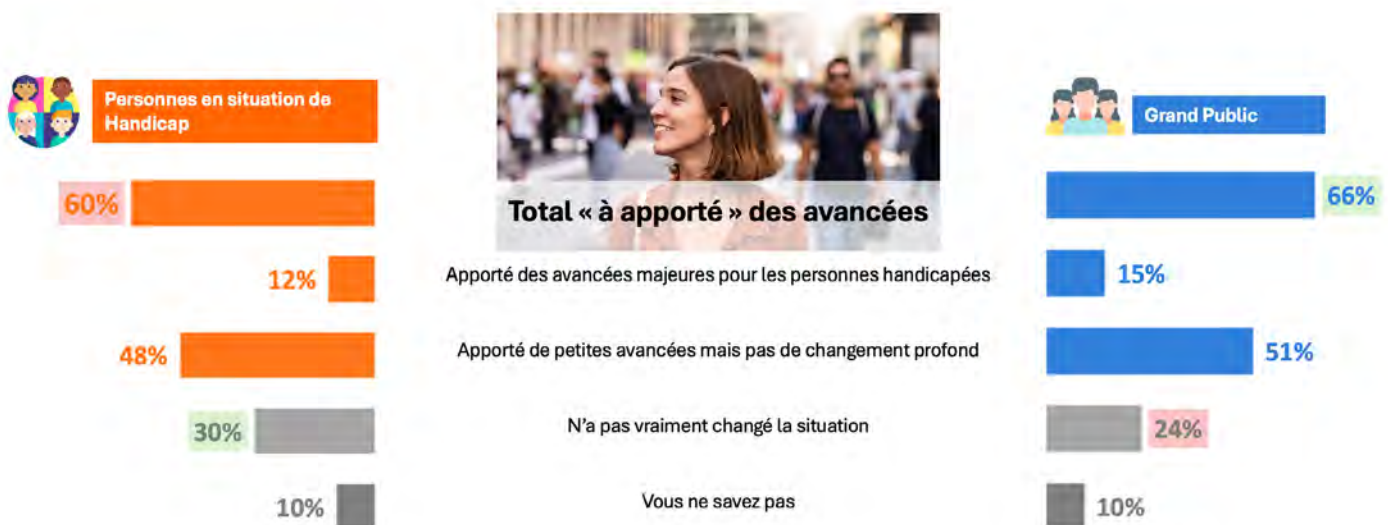 Personnes en situation de
Handicap
Grand Public
60%
Total « à apporté » des avancées
66%
12%
Apporté des avancées majeures pour les personnes handicapées
15%
48%
Apporté de petites avancées mais pas de changement profond
51%
30%
N'a pas vraiment changé la situation
24%
10%
Vous ne savez pas
10%